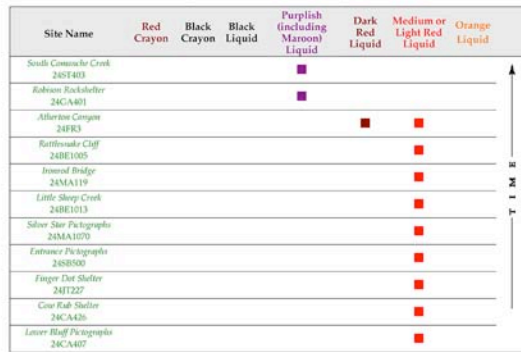 Site Name
Red
Crayon
Black
Crayon
Black
Liquid
Purplish
(including
Maroon)
Liquid
Dark
Red
Liquid
Medium or
Light Red
Liquid
Orange
Liquid
South Comanche Creek
24ST403
Robison Rockshelter
24GA401
Atherton Canyon
24FR3
Rattlesnake Cliff
24BE1005
Ironrod Bridge
24MA119
Little Sheep Creek
24BE1013
Silver Star Pictographs
24MA1070
Entrance Pictographs
24SB500
Finger Dot Shelter
24JT227
Cow Rub Shelter
24CA426
Lower Bluff Pictographs
24CA407
TIME